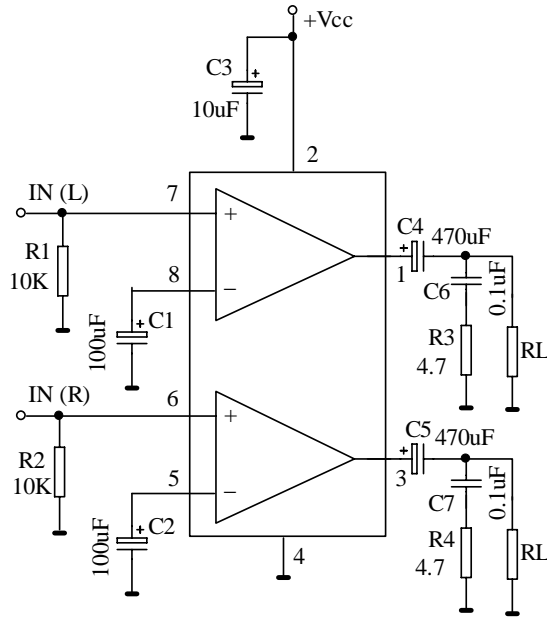 +Vcc
C3
+
10uF
2
IN (L)
7
+
R1
10K
8
−
+
C1
100uF
C4
+
470uF
1
C6
0.1uF
R3
4.7
RL
IN (R)
6
+
R2
10K
5
−
+
C2
100uF
C5
+
470uF
3
C7
0.1uF
R4
4.7
RL
4